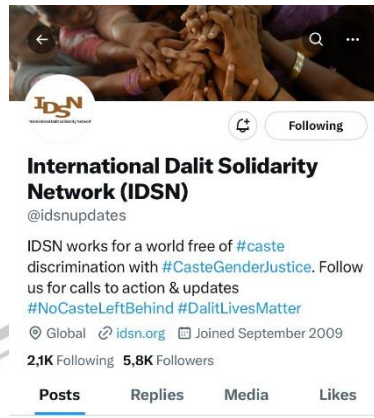 IDSN
International Dalit Solidarity Network
Following
International Dalit Solidarity
Network (IDSN)
@idsnupdates
IDSN works for a world free of #caste
discrimination with #CasteGenderJustice. Follow
us for calls to action & updates
#NoCasteLeftBehind #DalitLivesMatter
Global idsn.org Joined September 2009
2,1K Following 5,8K Followers
Posts Replies Media Likes